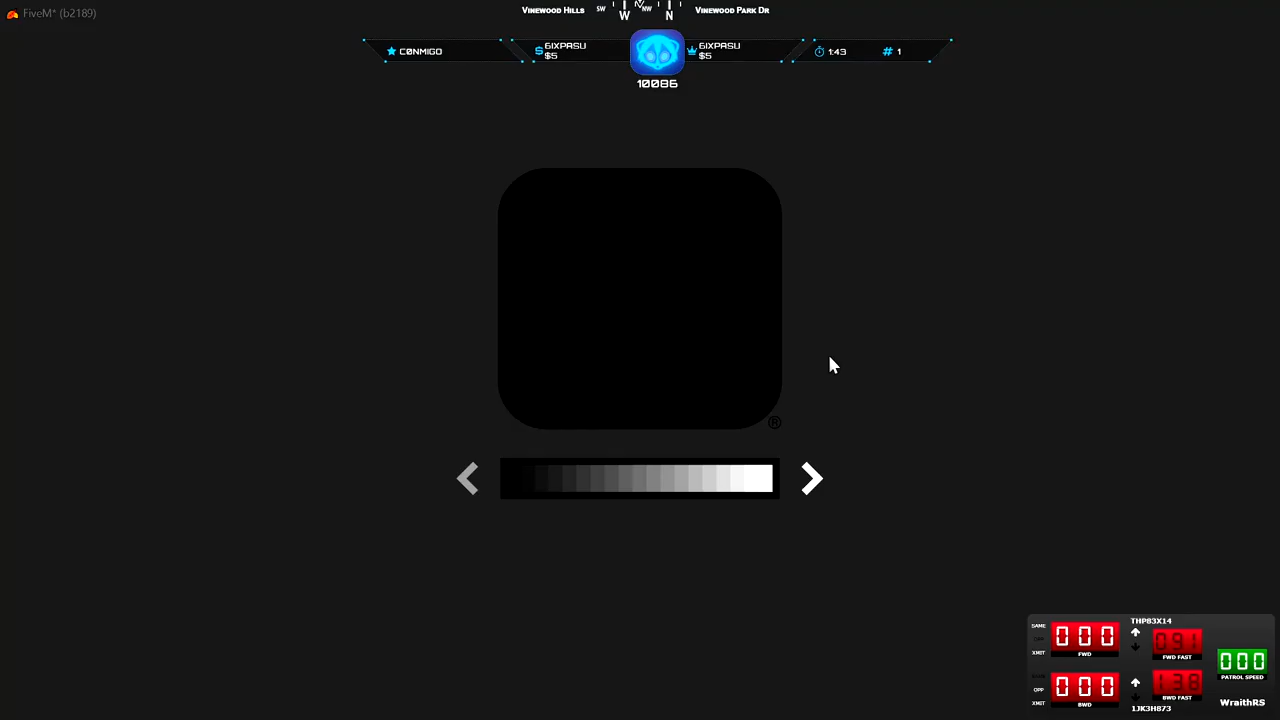 FiveM* (b2189)
Vinewood Hills
SW
W
NW
N
Vinewood Park Dr
C0NMIGO
6IXPASU
$5
6IXPASU
$5
1:43
# 1
10086
®
SAME
XMIT
000
FWD
THP83X14
091
FWD FAST
000
PATROL SPEED
OPP
XMIT
000
BWD
138
BWD FAST
1JK3H873
WraithRS